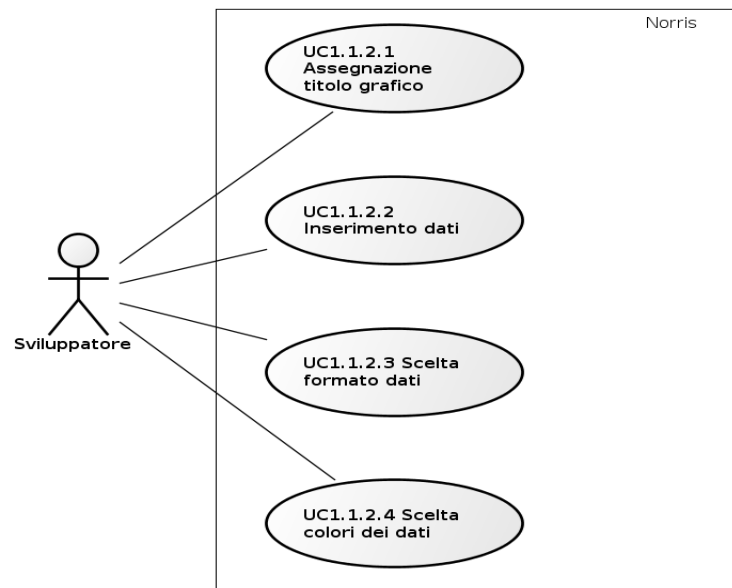 Norris
UC1.1.2.1
Assegnazione
titolo grafico
UC1.1.2.2
Inserimento dati
Sviluppatore
UC1.1.2.3 Scelta
formato dati
UC1.1.2.4 Scelta
colori dei dati